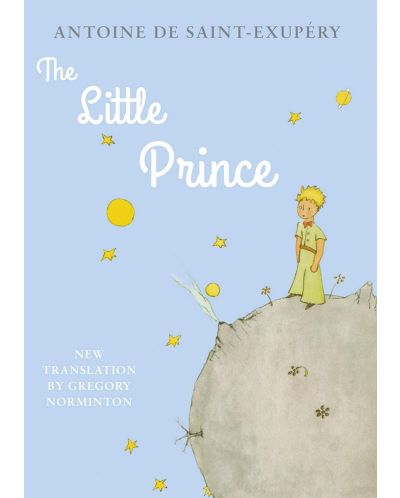 ANTOINE DE SAINT-EXUPÉRY
The
Little
Prince
NEW
TRANSLATION
BY GREGORY
NORMINTON